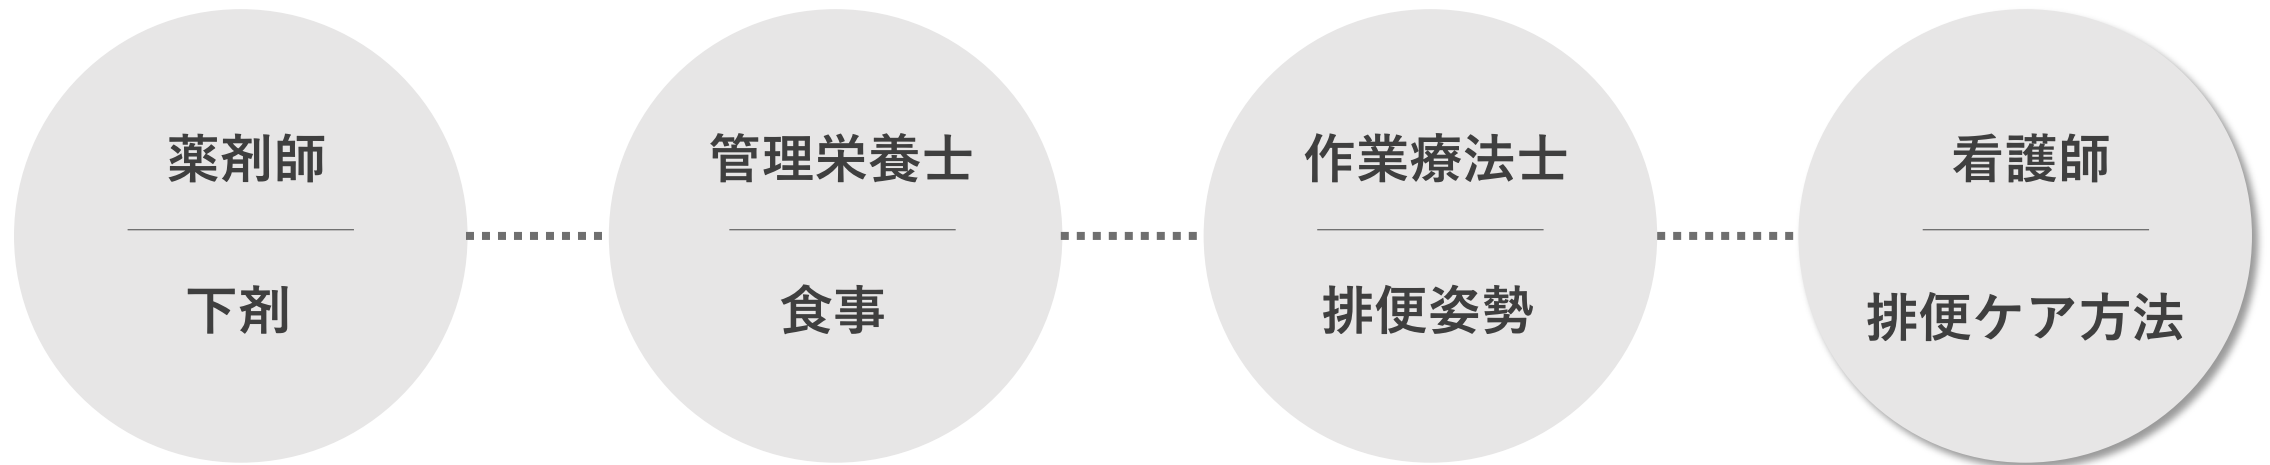 薬剤師
下剤
管理栄養士
食事
作業療法士
排便姿勢
看護師
排便ケア方法